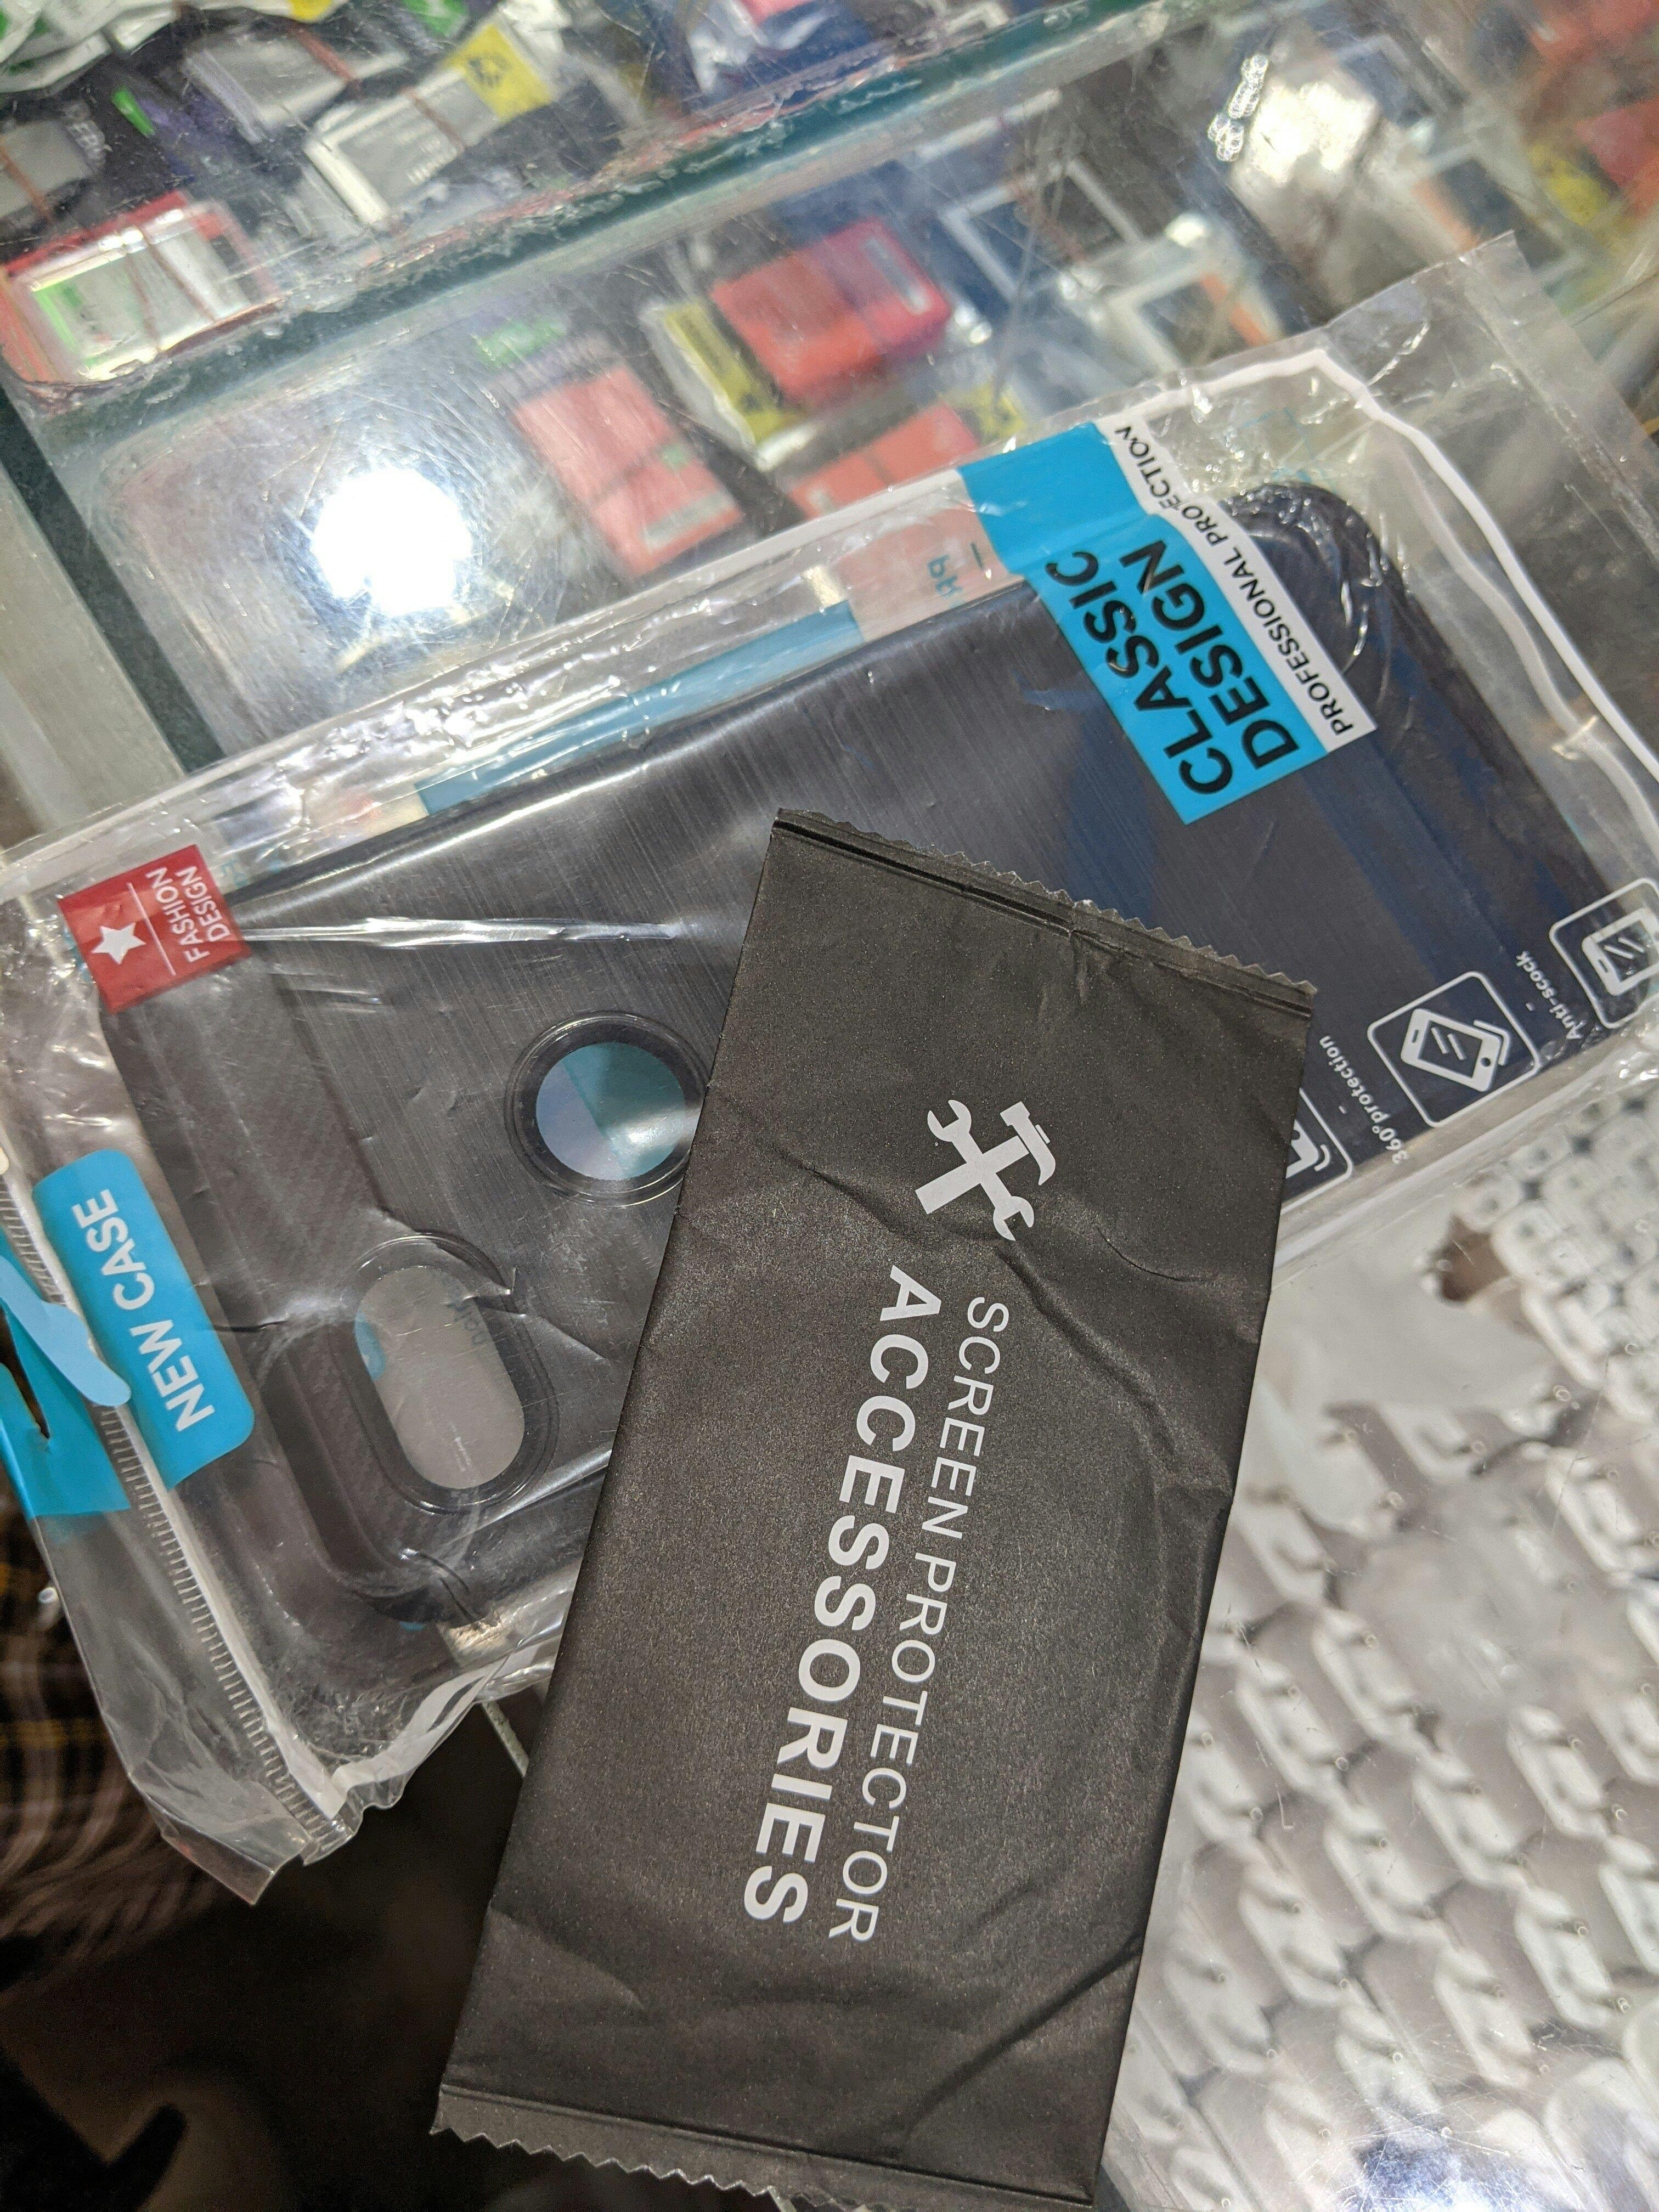 CLASSIC
DESIGN
PROFESSIONAL PROTECTION
FASHION
DESIGN
NEW CASE
360°protection
Anti-scock
SCREEN PROTECTOR
ACCESSORIES